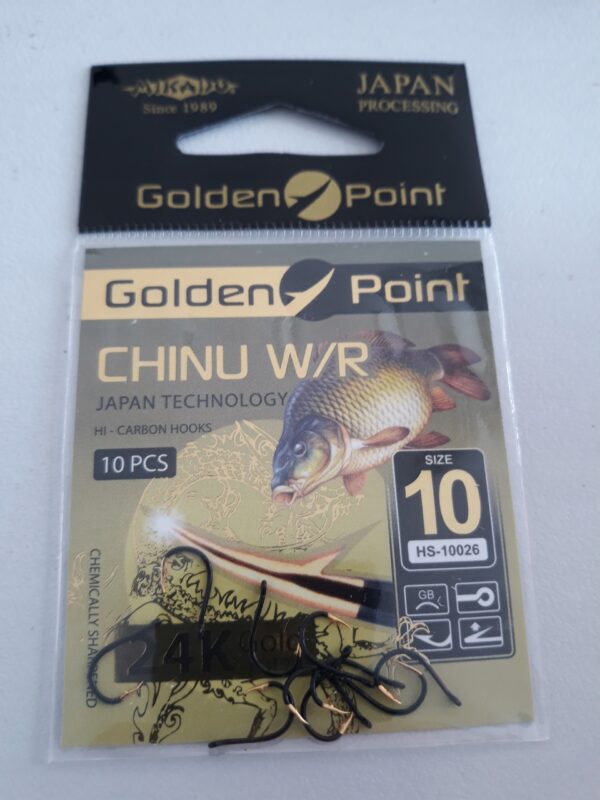 MIKADO
Since 1989
JAPAN
PROCESSING
Golden Point
Golden Point
CHINU W/R
JAPAN TECHNOLOGY
HI - CARBON HOOKS
10 PCS
SIZE
10
HS-10026
GB
CHEMICALLY SHARPENED
24K Gold